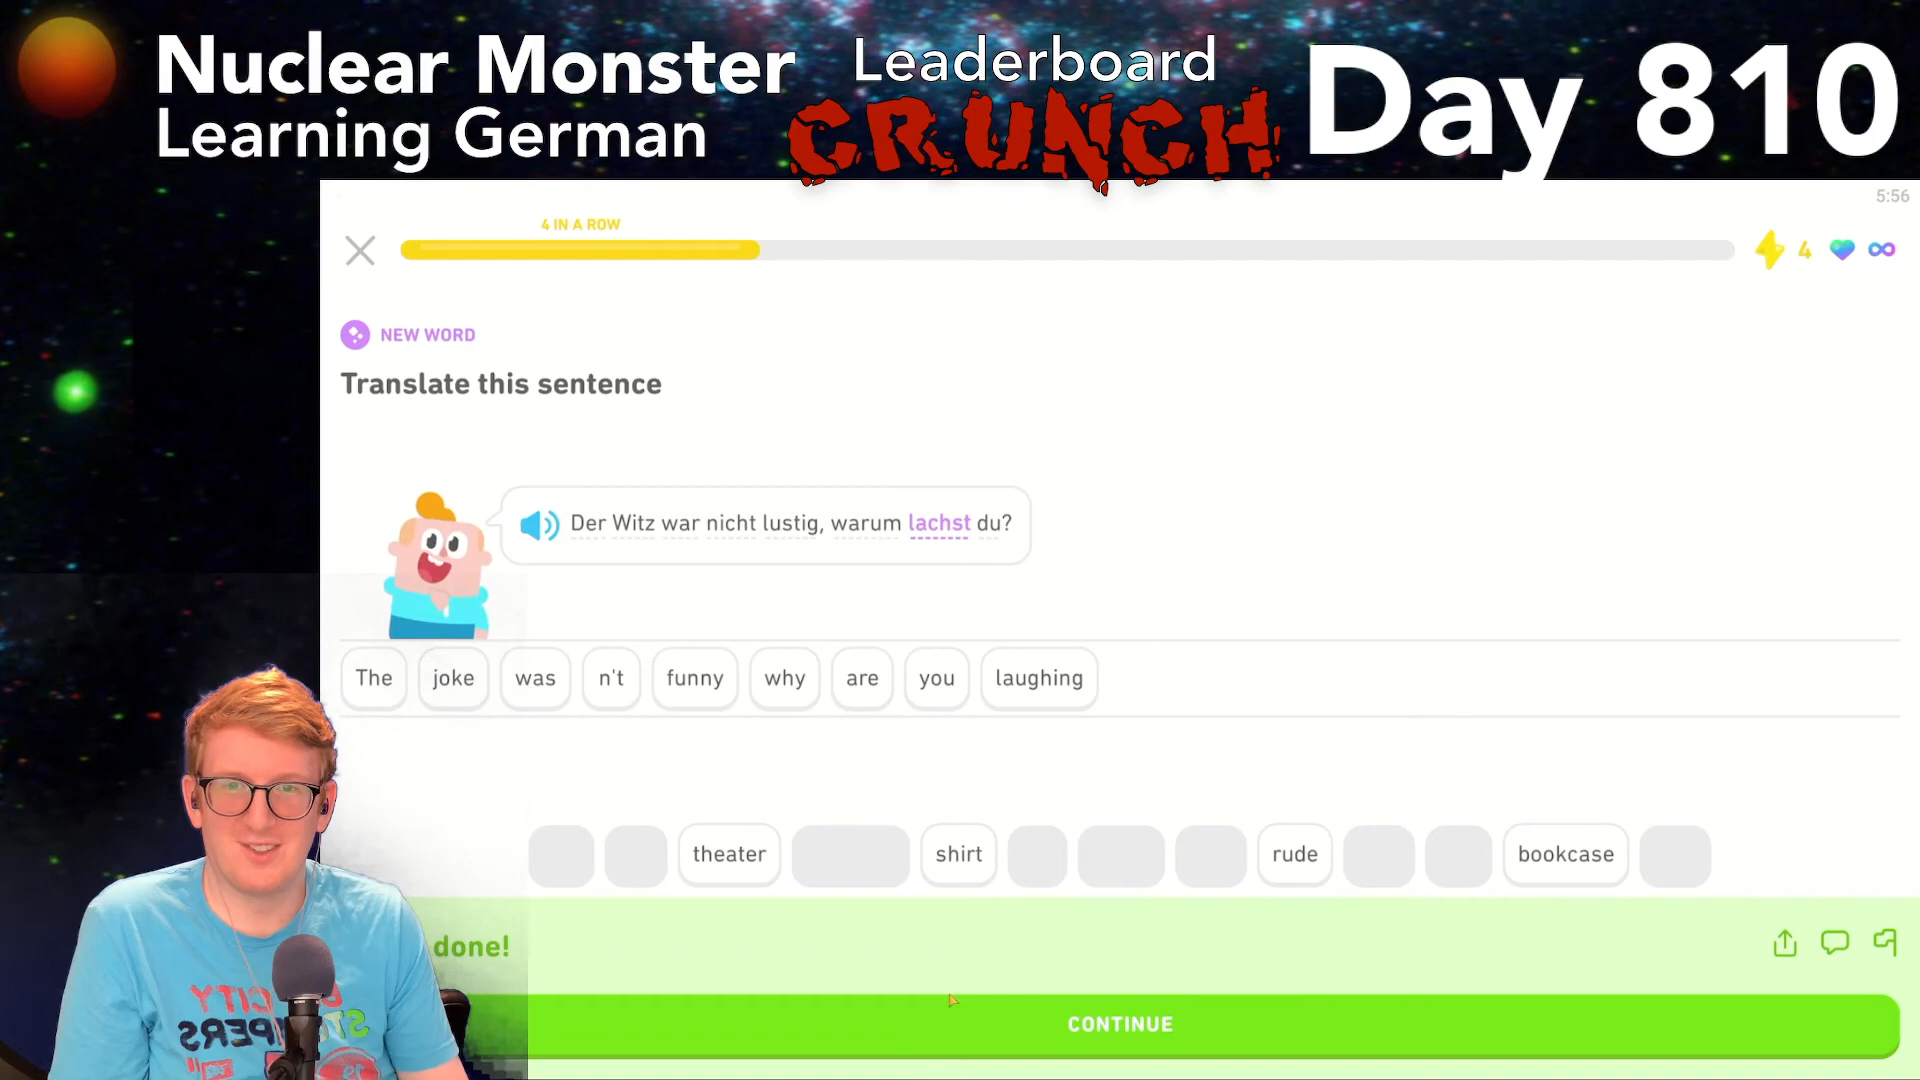 Nuclear Monster
Learning German
Leaderboard
CRUNCH
Day 810
5:56
4 IN A ROW
4
NEW WORD
Translate this sentence
Der Witz war nicht lustig, warum lachst du?
The joke was n't funny why are you laughing
theater shirt rude bookcase
done!
CONTINUE